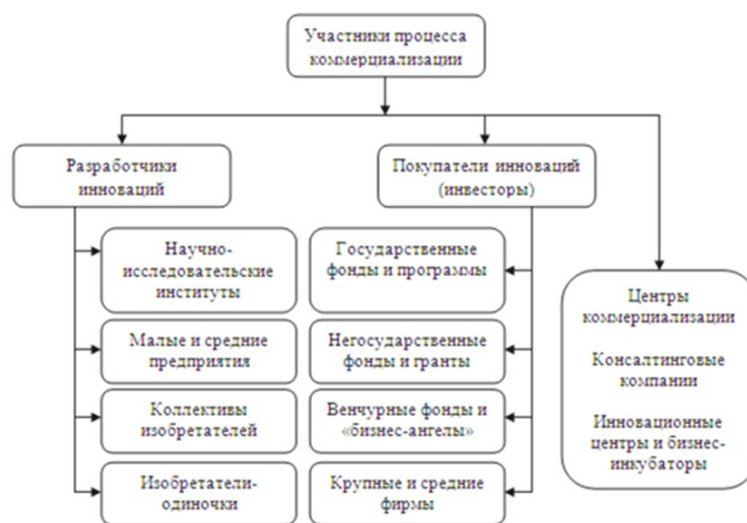 Участники процесса
коммерциализации
Разработчики
инноваций
Научно-
исследовательские
институты
Малые и средние
предприятия
Коллективы
изобретателей
Изобретатели-
одиночки
Покупатели инноваций
(инвесторы)
Государственные
фонды и программы
Негосударственные
фонды и гранты
Венчурные фонды и
«бизнес-ангелы»
Крупные и средние
фирмы
Центры
коммерциализации
Консалтинговые
компании
Инновационные
центры и бизнес-
инкубаторы